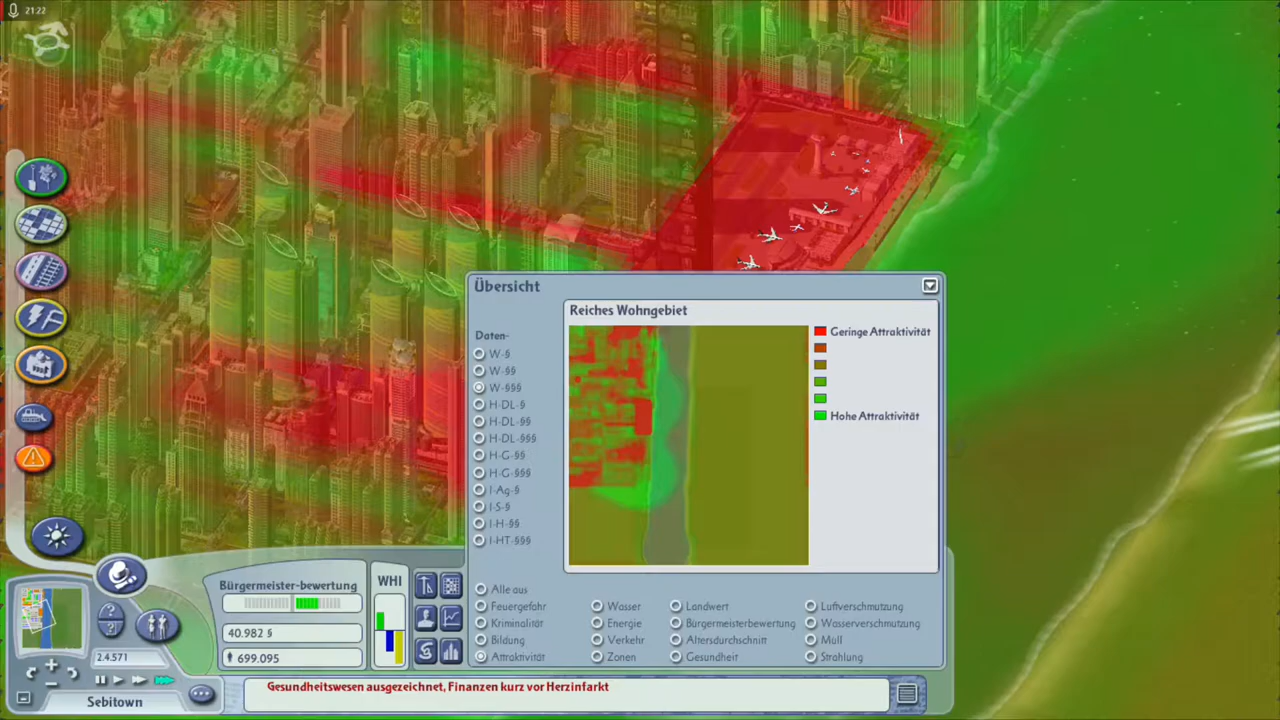 21:22
Übersicht
Reiches Wohngebiet
Geringe Attraktivität
Hohe Attraktivität
Daten-
W-§
W-§§
W-§§§
H-DL-§
H-DL-§§
H-DL-§§§
H-G-§§
H-G-§§§
I-Ag-§
I-S-§
I-H-§§
I-HT-§§§
Alle aus
Feuergefahr
Kriminalität
Bildung
Attraktivität
Wasser
Energie
Verkehr
Zonen
Landwert
Bürgermeisterbewertung
Altersdurchschnitt
Gesundheit
Luftverschmutzung
Wasserverschmutzung
Müll
Strahlung
Bürgermeister-bewertung
WHI
40.982 §
699.095
2.4.571
Sebitown
Gesundheitswesen ausgezeichnet, Finanzen kurz vor Herzinfarkt